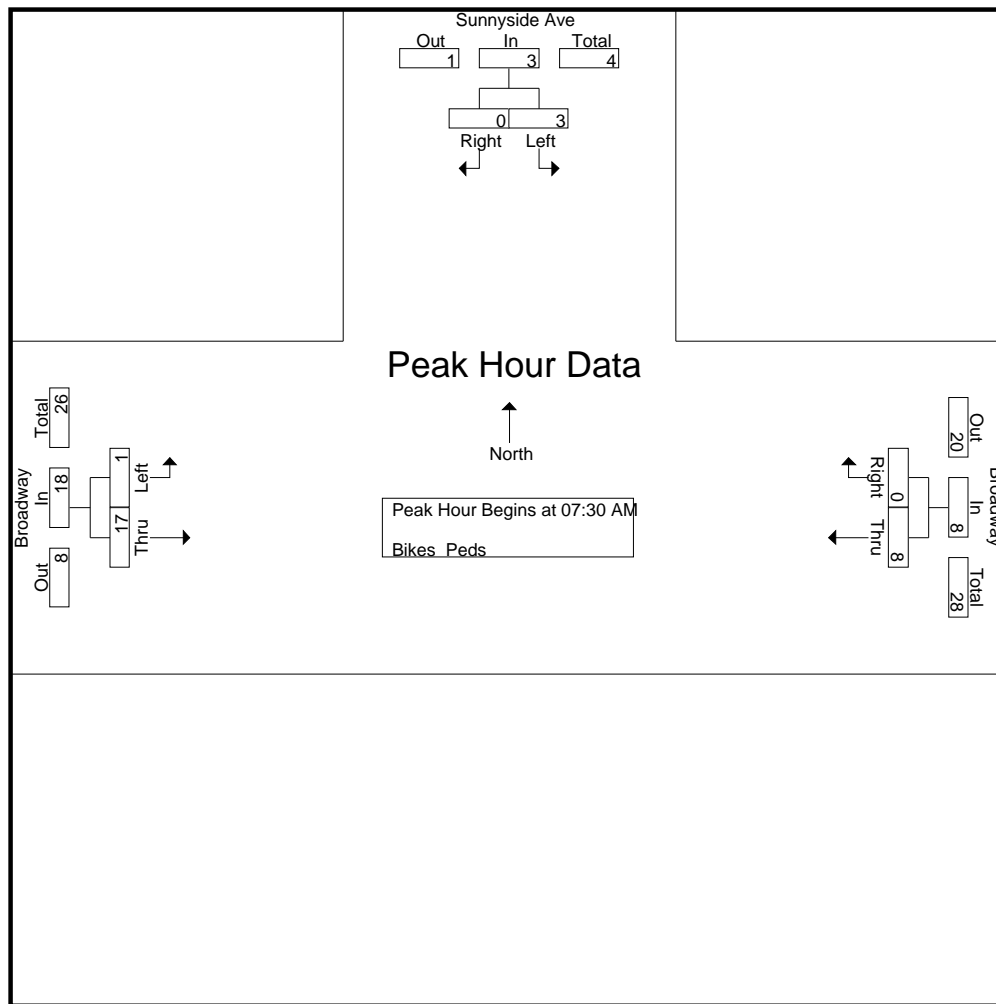 Sunnyside Ave
Out In Total
1 3 4
0 3
Right Left
Peak Hour Data
North
Peak Hour Begins at 07:30 AM
Bikes Peds
Broadway
Out In Total
8 18 26
Thru Left
17 1
Broadway
Out In Total
20 8 28
Right Thru
0 8